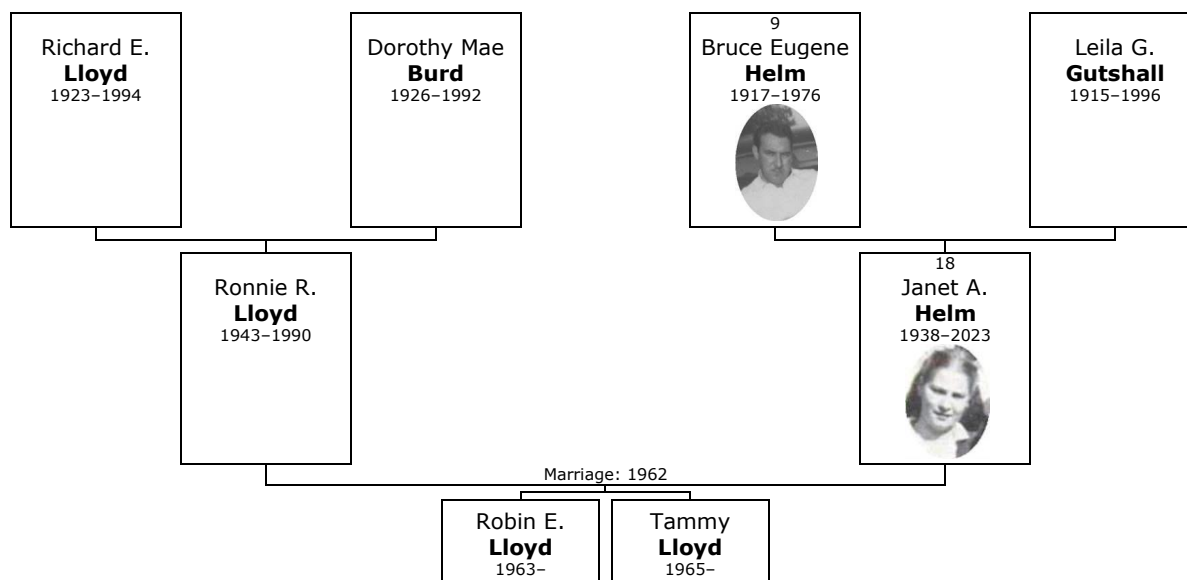 Richard E.
Lloyd
1923–1994
Dorothy Mae
Burd
1926–1992
9
Bruce Eugene
Helm
1917–1976
Leila G.
Gutshall
1915–1996
Ronnie R.
Lloyd
1943–1990
18
Janet A.
Helm
1938–2023
Marriage: 1962
Robin E.
Lloyd
1963–
Tammy
Lloyd
1965–